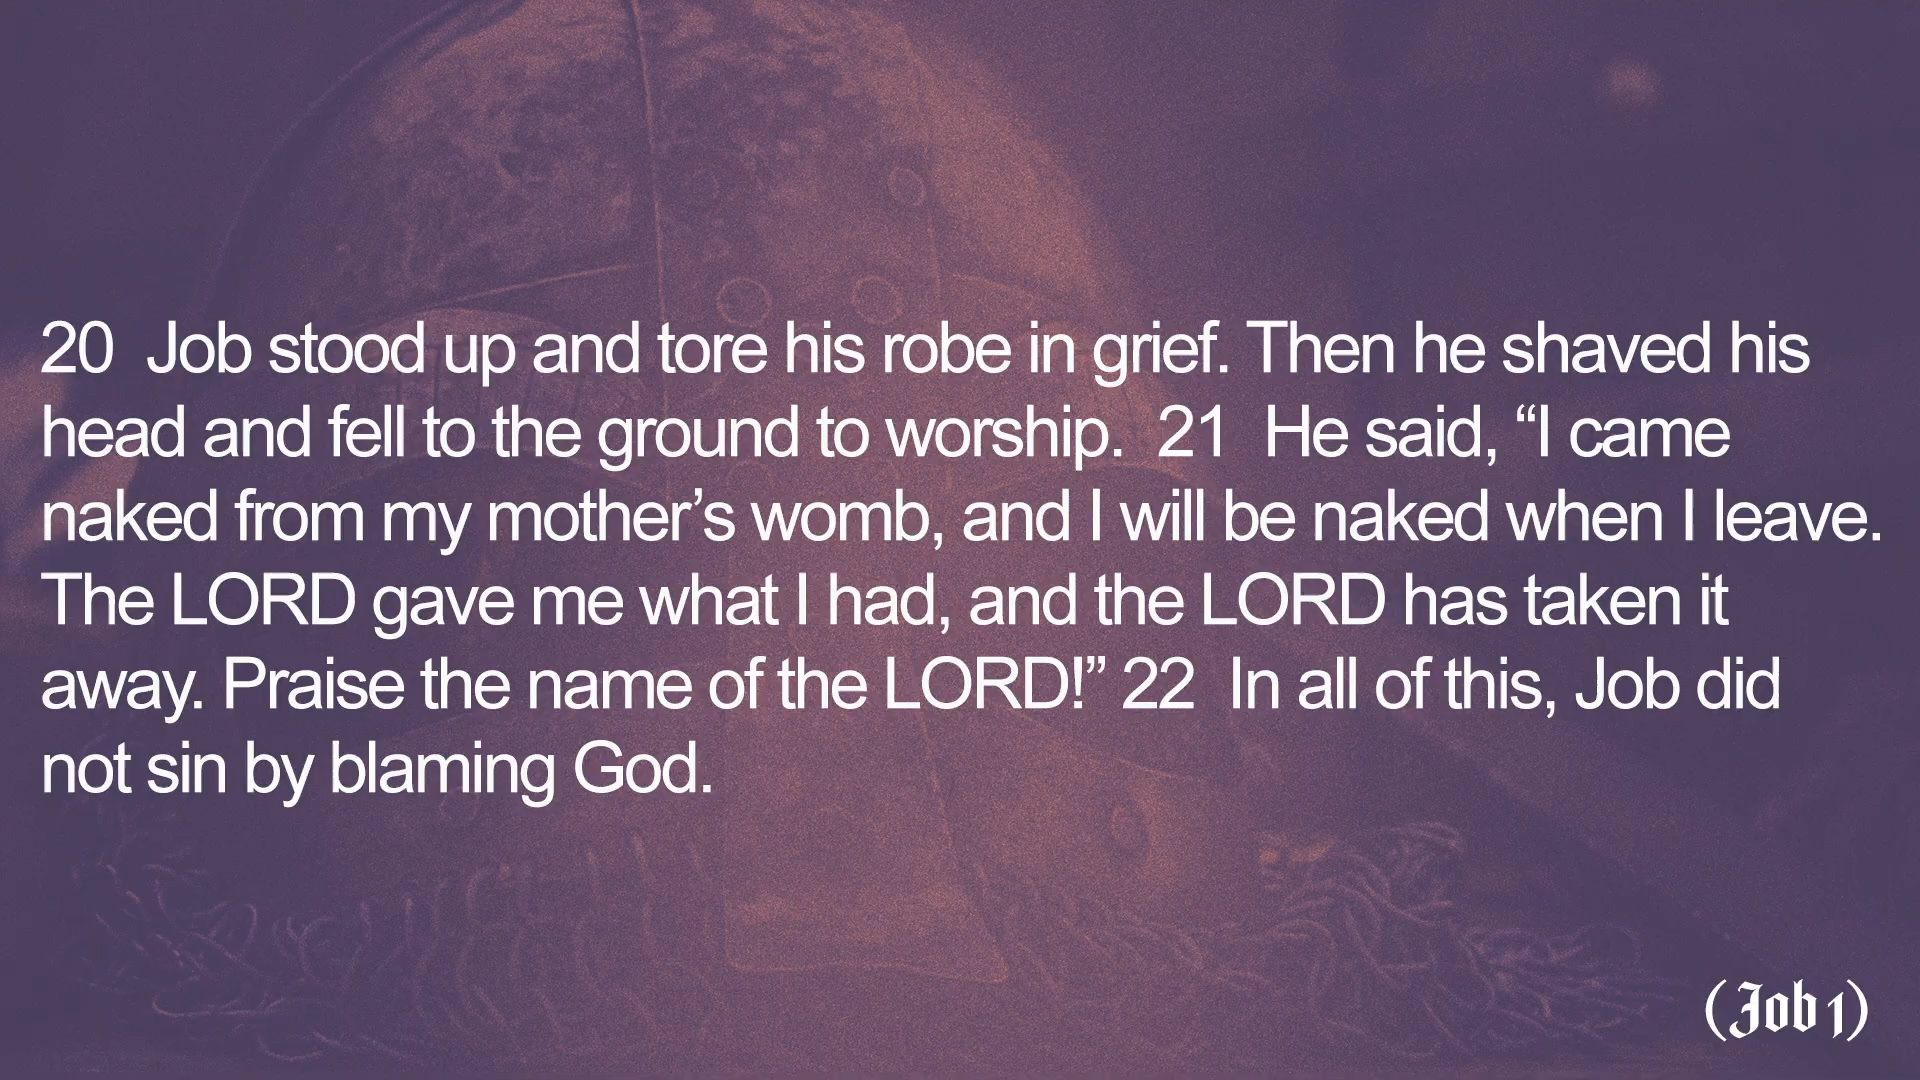 20  Job stood up and tore his robe in grief. Then he shaved his
head and fell to the ground to worship.  21  He said, “I came
naked from my mother’s womb, and I will be naked when I leave.
The LORD gave me what I had, and the LORD has taken it
away. Praise the name of the LORD!” 22  In all of this, Job did
not sin by blaming God.
(Job 1)